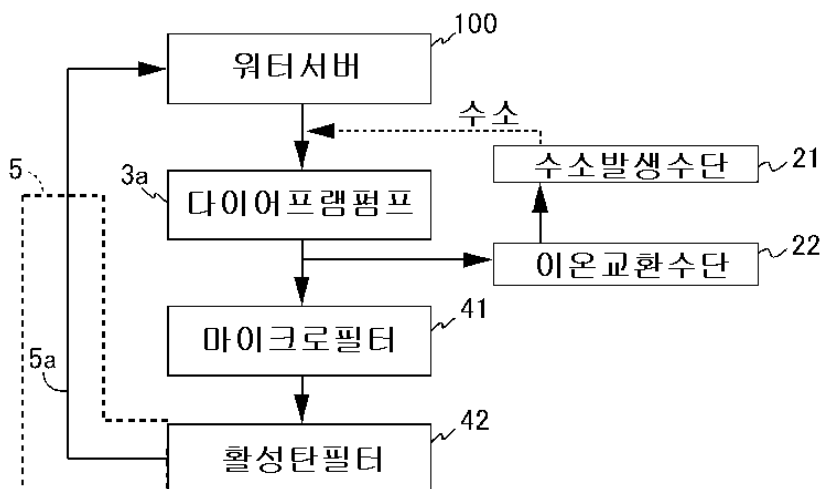 100
워터서버
수소
5
3a
다이어프램펌프
수소발생수단
21
이온교환수단
22
41
마이크로필터
5a
42
활성탄필터